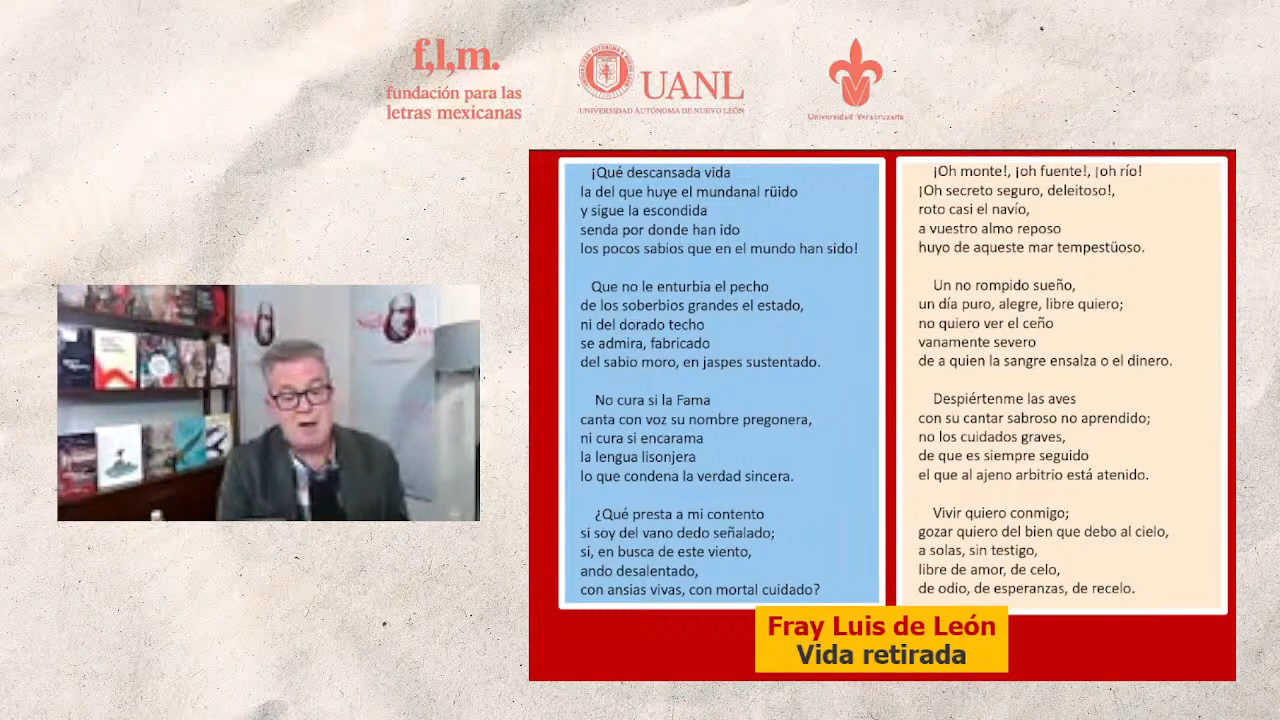 f,l,m.
fundación para las
letras mexicanas
UANL
UNIVERSIDAD AUTÓNOMA DE NUEVO LEÓN
Universidad Veracruzana
¡Qué descansada vida
la del que huye el mundanal rüido
y sigue la escondida
senda por donde han ido
los pocos sabios que en el mundo han sido!
Que no le enturbia el pecho
de los soberbios grandes el estado,
ni del dorado techo
se admira, fabricado
del sabio moro, en jaspes sustentado.
No cura si la Fama
canta con voz su nombre pregonera,
ni cura si encarama
la lengua lisonjera
lo que condena la verdad sincera.
¿Qué presta a mi contento
si soy del vano dedo señalado;
si, en busca de este viento,
ando desalentado,
con ansias vivas, con mortal cuidado?
¡Oh monte!, ¡oh fuente!, ¡oh río!
¡Oh secreto seguro, deleitoso!,
roto casi el navío,
a vuestro almo reposo
huyo de aqueste mar tempestüoso.
Un no rompido sueño,
un día puro, alegre, libre quiero;
no quiero ver el ceño
vanamente severo
de a quien la sangre ensalza o el dinero.
Despiértenme las aves
con su cantar sabroso no aprendido;
no los cuidados graves,
de que es siempre seguido
el que al ajeno arbitrio está atenido.
Vivir quiero conmigo;
gozar quiero del bien que debo al cielo,
a solas, sin testigo,
libre de amor, de celo,
de odio, de esperanzas, de recelo.
Fray Luis de León
Vida retirada